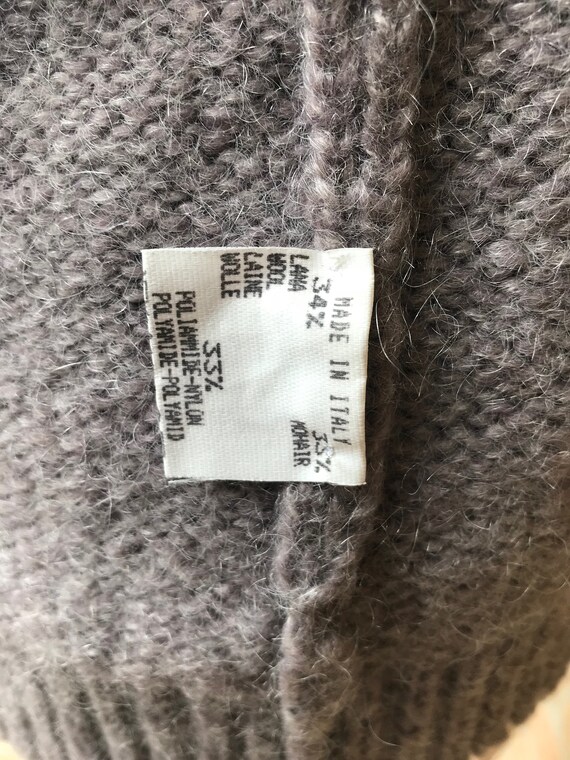 MADE IN ITALY
34%
LANA
WOOL
LAINE
WOLLE
33%
MOHAIR
33%
POLIAMMIDE-NYLON
POLYAMIDE-POLYAMID